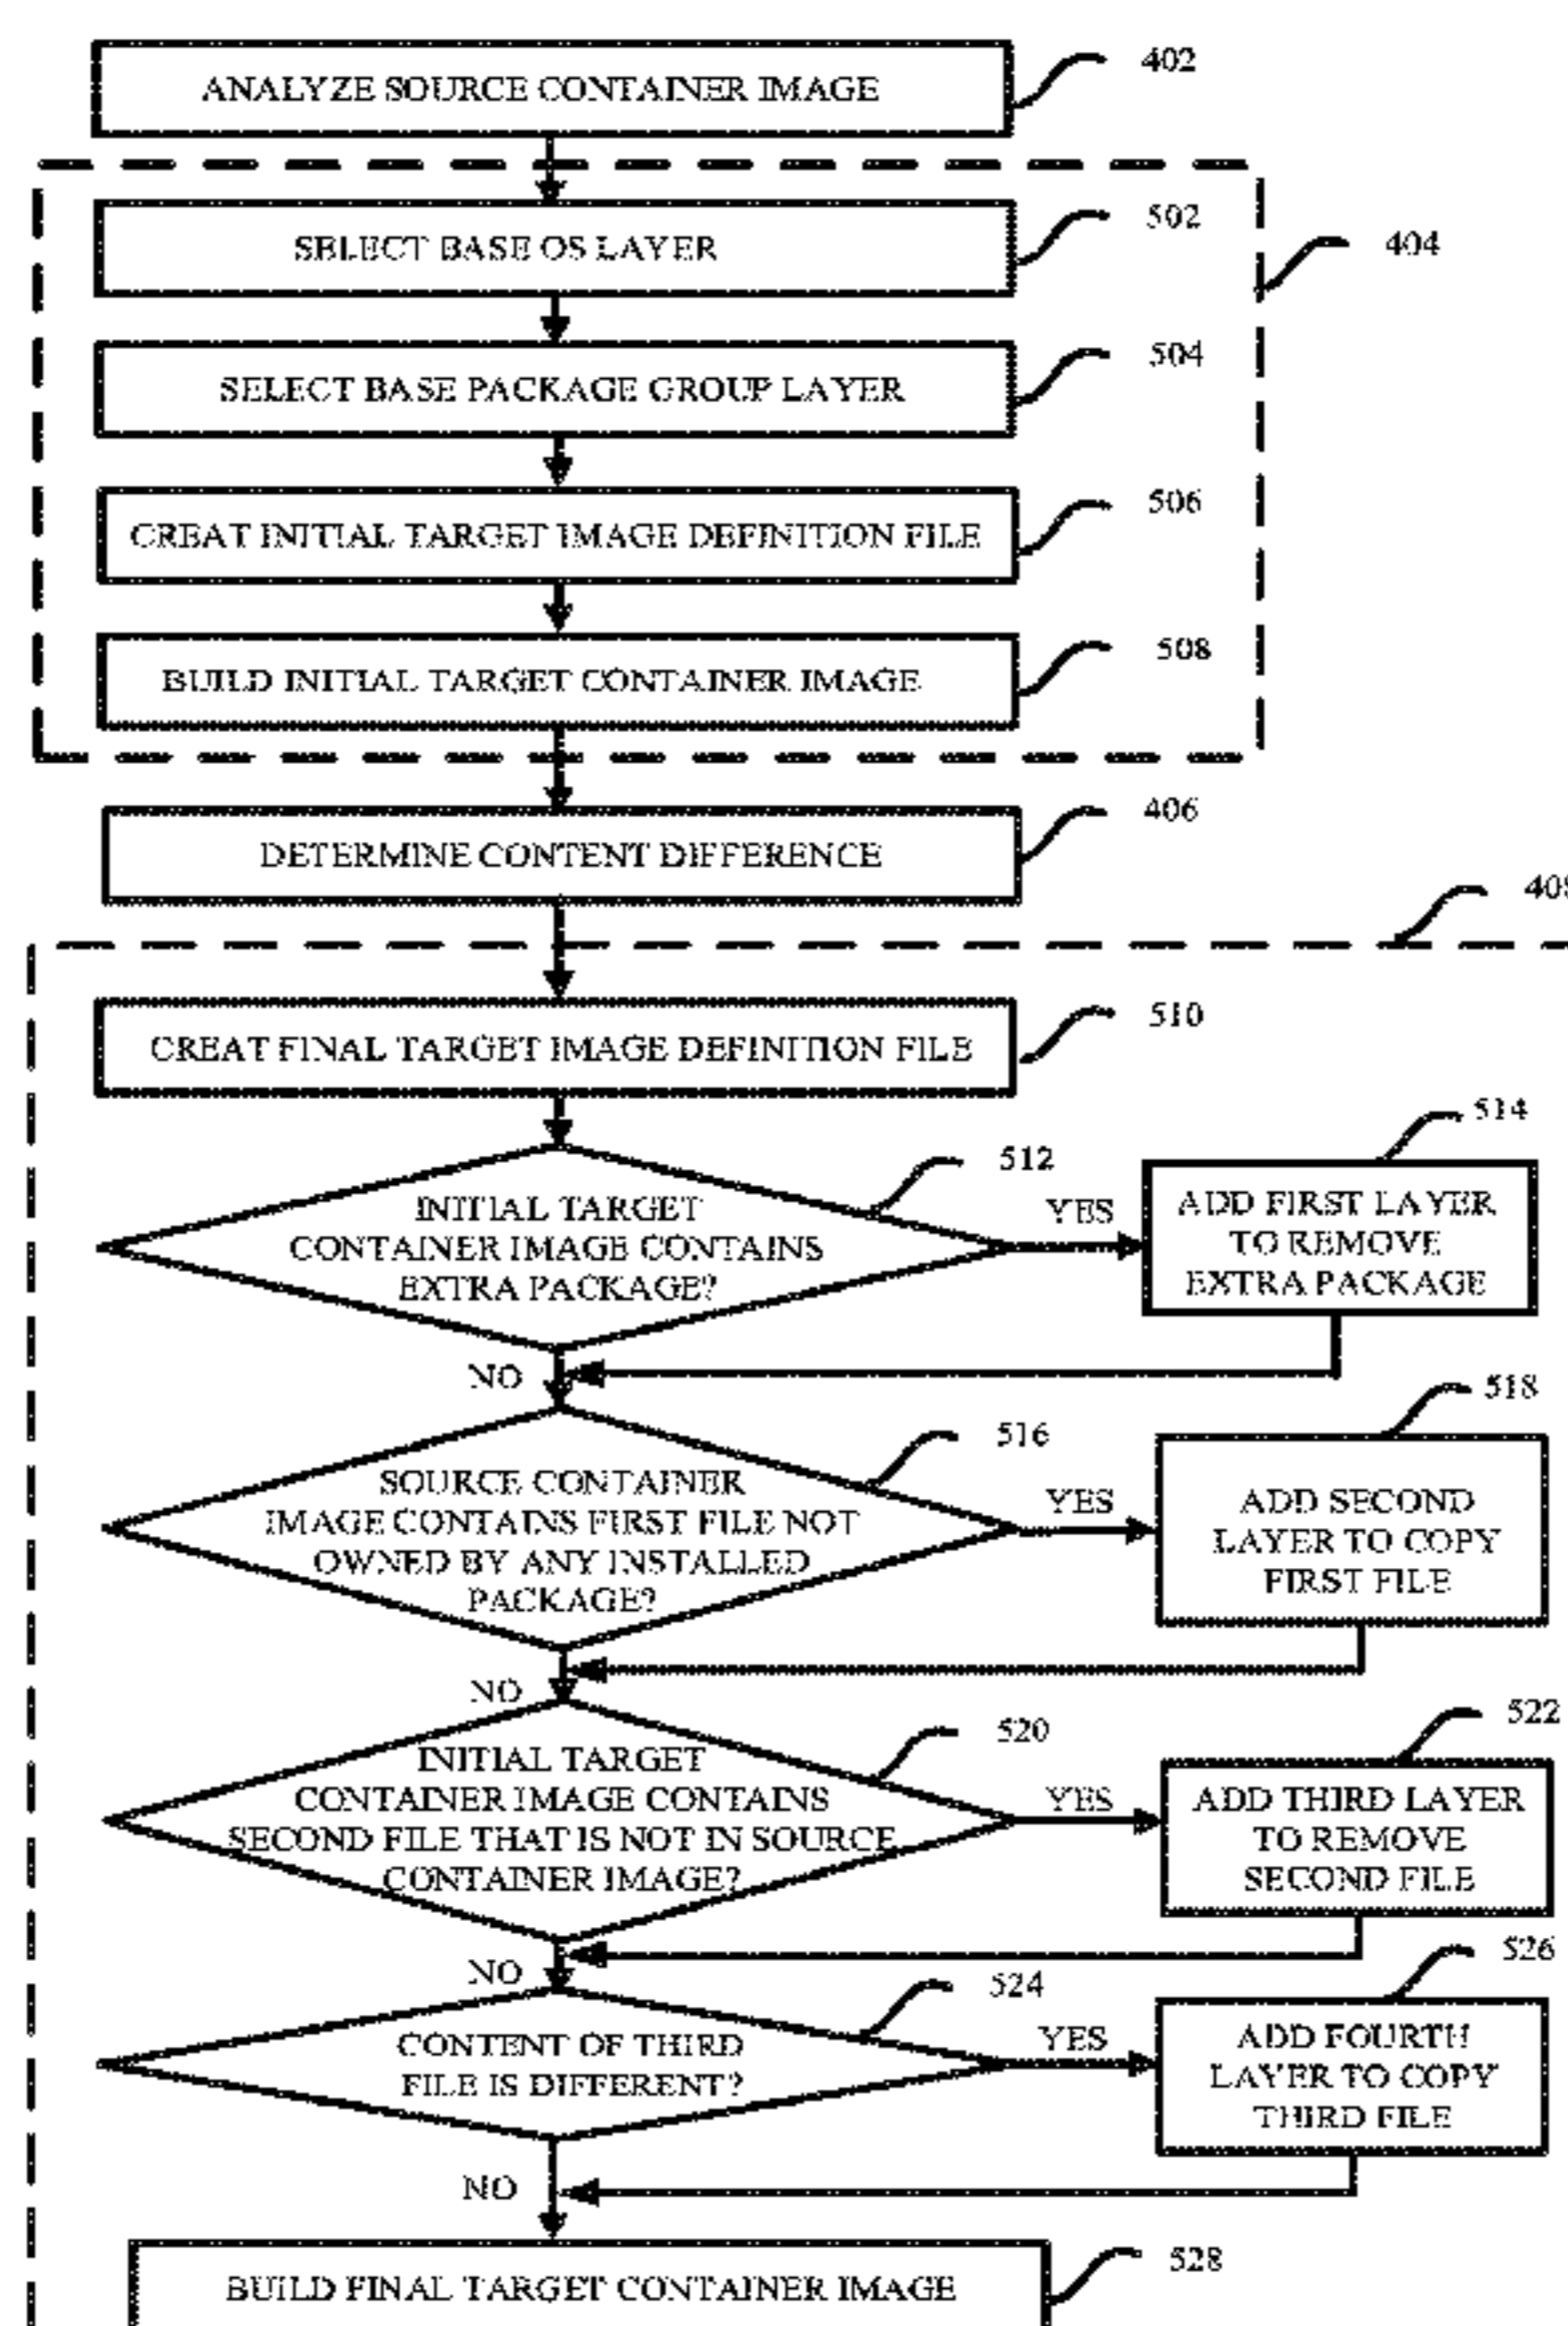 ANALYZE SOURCE CONTAINER IMAGE
402
SELECT BASE OS LAYER
502
404
SELECT BASE PACKAGE GROUP LAYER
504
CREAT INITIAL TARGET IMAGE DEFINITION FILE
506
BUILD INITIAL TARGET CONTAINER IMAGE
508
DETERMINE CONTENT DIFFERENCE
406
CREAT FINAL TARGET IMAGE DEFINITION FILE
510
INITIAL TARGET
CONTAINER IMAGE CONTAINS
EXTRA PACKAGE?
512
YES
514
ADD FIRST LAYER
TO REMOVE
EXTRA PACKAGE
NO
SOURCE CONTAINER
IMAGE CONTAINS FIRST FILE NOT
OWNED BY ANY INSTALLED
PACKAGE?
516
YES
518
ADD SECOND
LAYER TO COPY
FIRST FILE
NO
INITIAL TARGET
CONTAINER IMAGE CONTAINS
SECOND FILE THAT IS NOT IN SOURCE
CONTAINER IMAGE?
520
YES
522
ADD THIRD LAYER
TO REMOVE
SECOND FILE
NO
CONTENT OF THIRD
FILE IS DIFFERENT?
524
YES
526
ADD FOURTH
LAYER TO COPY
THIRD FILE
NO
BUILD FINAL TARGET CONTAINER IMAGE
528